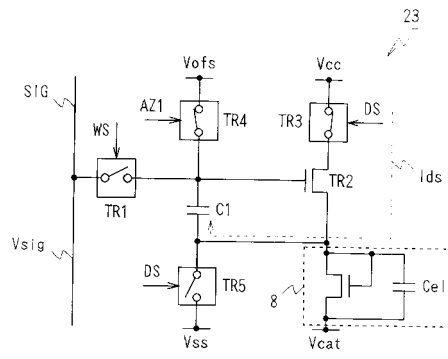 23
Vofs
Vcc
SIG
AZ1
TR4
TR3
DS
WS
Ids
TR1
TR2
C1
Vsig
DS
TR5
8
Cel
Vss
Vcat